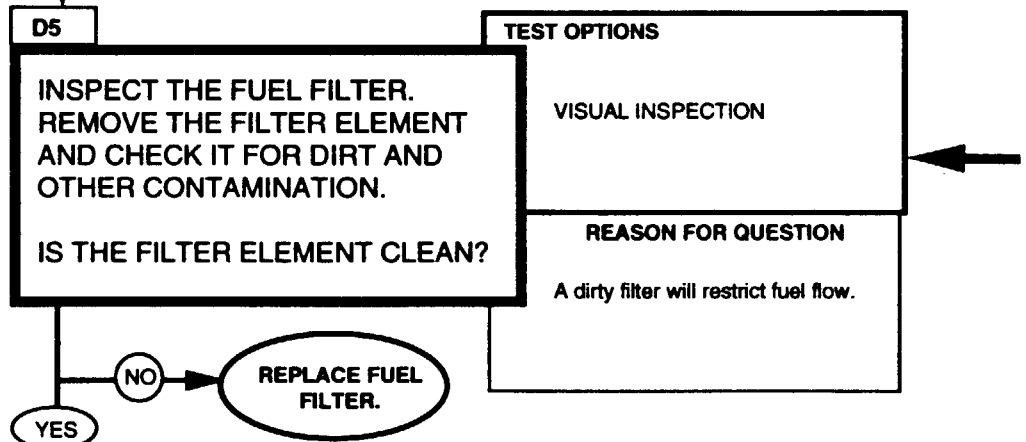 D5
INSPECT THE FUEL FILTER.
REMOVE THE FILTER ELEMENT
AND CHECK IT FOR DIRT AND
OTHER CONTAMINATION.
IS THE FILTER ELEMENT CLEAN?
TEST OPTIONS
VISUAL INSPECTION
REASON FOR QUESTION
A dirty filter will restrict fuel flow.
NO
REPLACE FUEL
FILTER.
YES